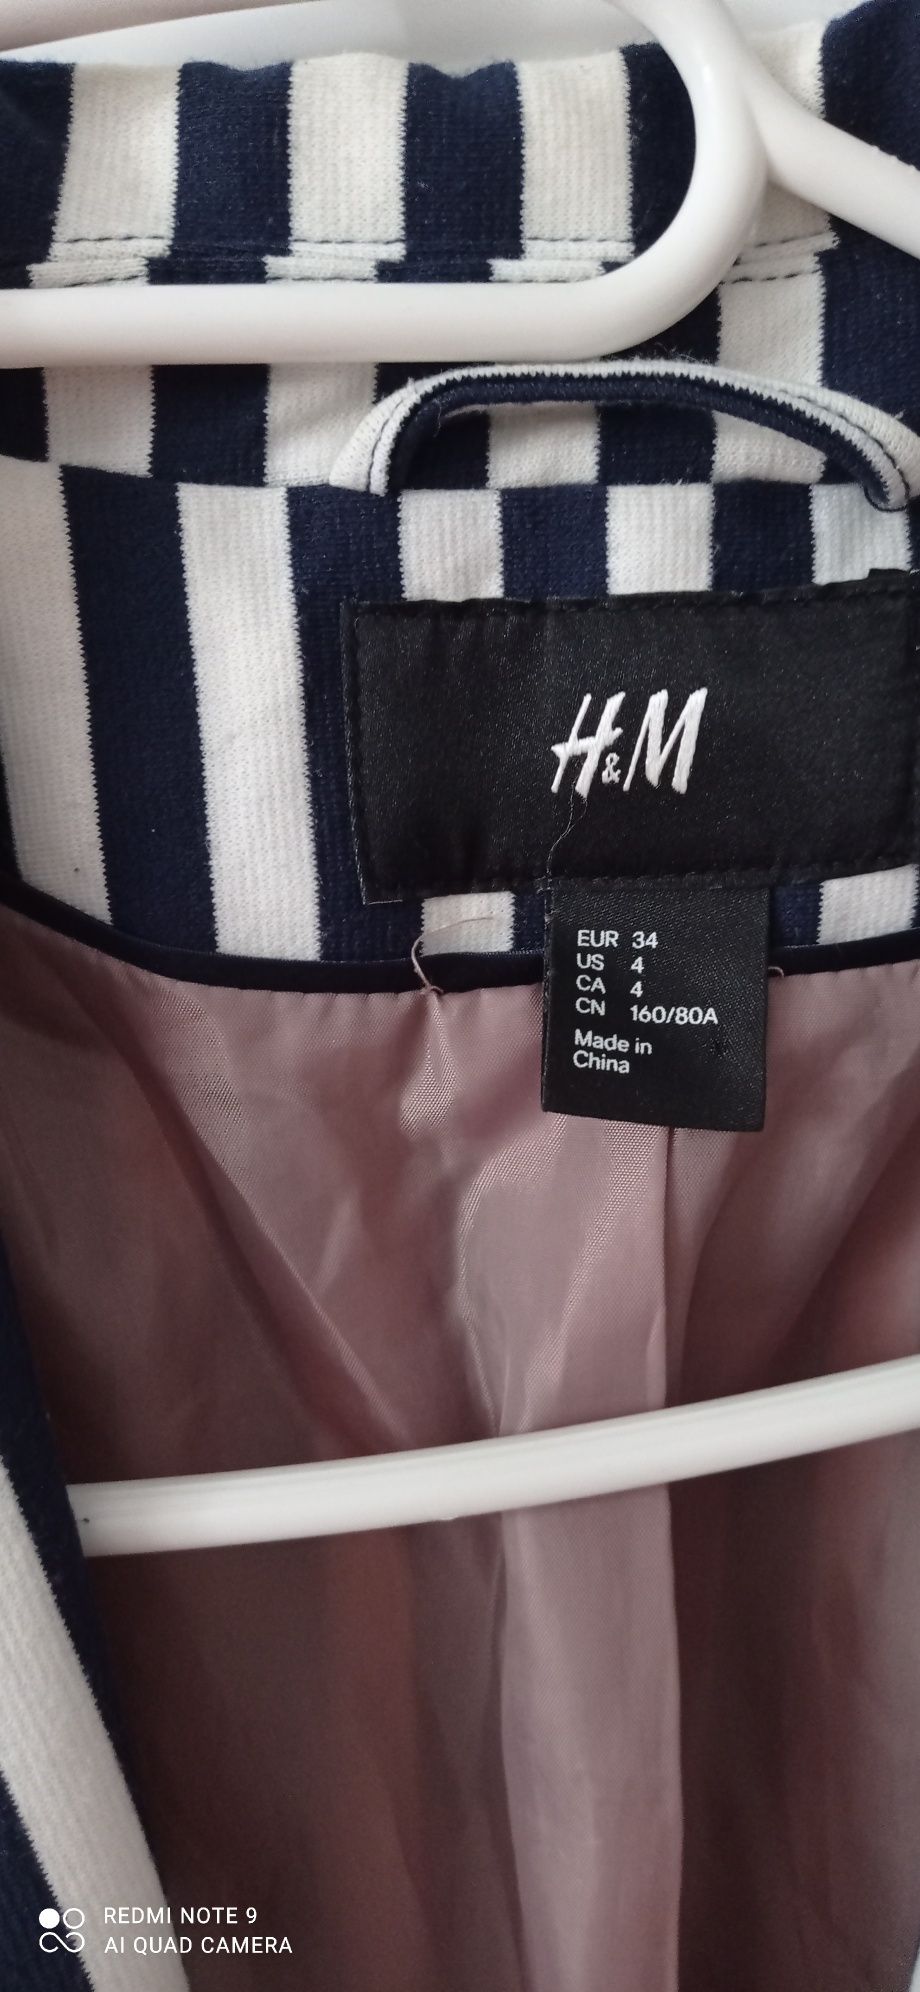 H&M
EUR 34
US 4
CA 4
CN 160/80A
Made in
China
REDMI NOTE 9
AI QUAD CAMERA